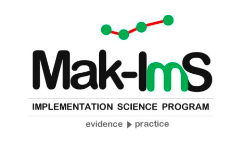 Mak-ImS
IMPLEMENTATION SCIENCE PROGRAM
evidence practice